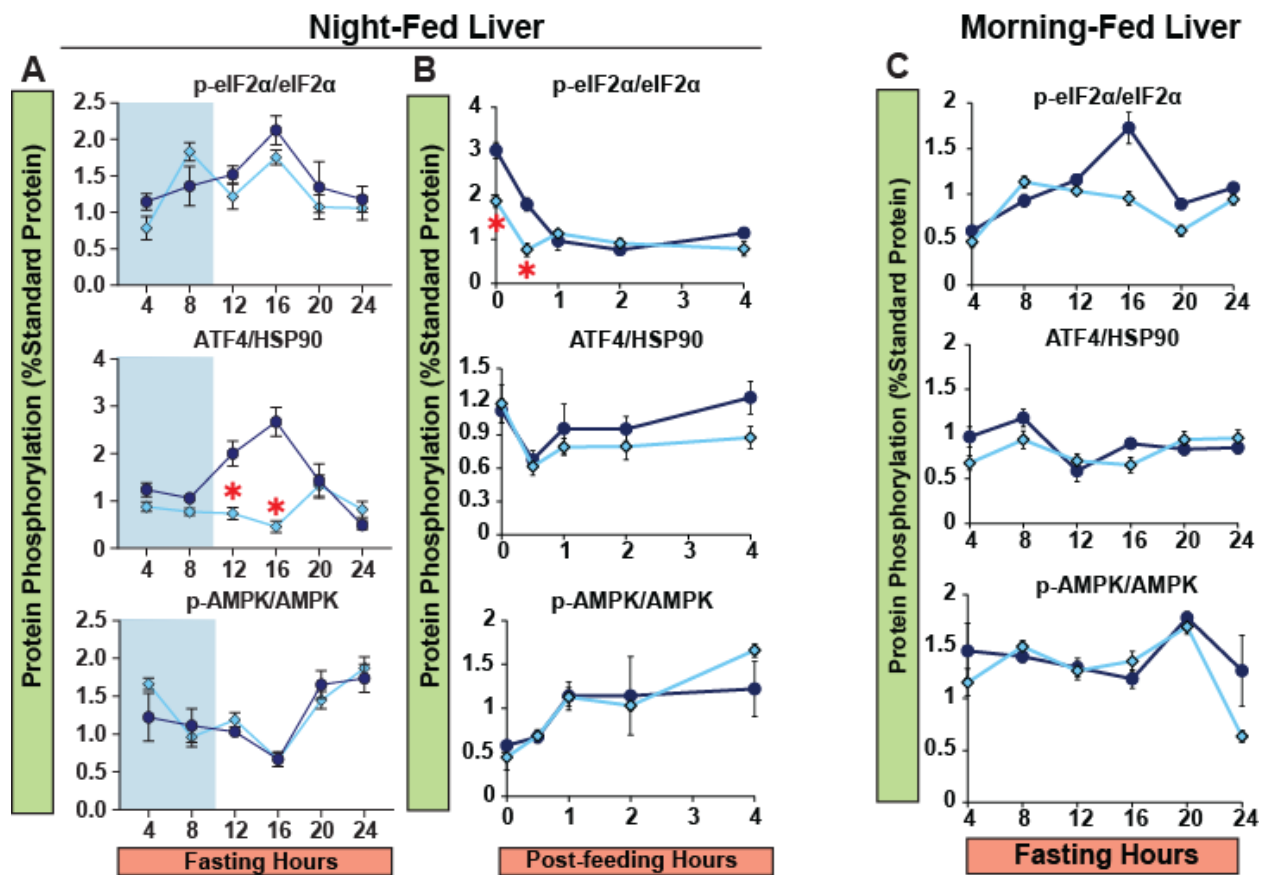 Night-Fed Liver
Morning-Fed Liver
A
Protein Phosphorylation (%Standard Protein)
p-eIF2α/eIF2α
2.5
2.0
1.5
1.0
0.5
0.0
4 8 12 16 20 24
ATF4/HSP90
4
3
2
1
0
4 8 12 16 20 24
p-AMPK/AMPK
2.5
2.0
1.5
1.0
0.5
0.0
4 8 12 16 20 24
Fasting Hours
B
Protein Phosphorylation (%Standard Protein)
p-eIF2α/eIF2α
4
3
2
1
0
0 1 2 3 4
ATF4/HSP90
1.5
1.2
0.9
0.6
0.3
0
0 1 2 3 4
p-AMPK/AMPK
2
1.5
1
0.5
0
0 1 2 3 4
Post-feeding Hours
C
Protein Phosphorylation (%Standard Protein)
p-eIF2α/eIF2α
2
1.5
1
0.5
0
4 8 12 16 20 24
ATF4/HSP90
2
1.5
1
0.5
0
4 8 12 16 20 24
p-AMPK/AMPK
2
1.5
1
0.5
0
4 8 12 16 20 24
Fasting Hours